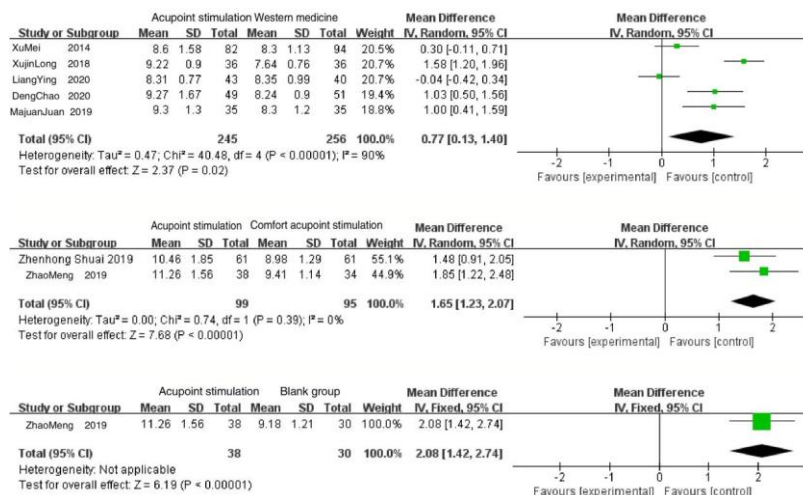 Acupoint stimulation Western medicine Mean Difference Mean Difference
Study or Subgroup Mean SD Total Mean SD Total Weight IV, Random, 95% CI IV, Random, 95% CI
XuMei 2014 8.6 1.58 82 8.3 1.13 94 20.5% 0.30 [-0.11, 0.71]
XujinLong 2018 9.22 0.9 36 7.64 0.76 36 20.7% 1.58 [1.20, 1.96]
LiangYing 2020 8.31 0.77 43 8.35 0.99 40 20.7% -0.04 [-0.42, 0.34]
DengChao 2020 9.27 1.67 49 8.24 0.9 51 19.4% 1.03 [0.50, 1.56]
MajuanJuan 2019 9.3 1.3 35 8.3 1.2 35 18.8% 1.00 [0.41, 1.59]
Total (95% CI) 245 256 100.0% 0.77 [0.13, 1.40]
Heterogeneity: Tau² = 0.47; Chi² = 40.48, df = 4 (P < 0.00001); I² = 90%
Test for overall effect: Z = 2.37 (P = 0.02)
-2 -1 0 1 2
Favours [experimental] Favours [control]
Acupoint stimulation Comfort acupoint stimulation Mean Difference Mean Difference
Study or Subgroup Mean SD Total Mean SD Total Weight IV, Random, 95% CI IV, Random, 95% CI
Zhenhong Shuai 2019 10.46 1.85 61 8.98 1.29 61 55.1% 1.48 [0.91, 2.05]
ZhaoMeng 2019 11.26 1.56 38 9.41 1.14 34 44.9% 1.85 [1.22, 2.48]
Total (95% CI) 99 95 100.0% 1.65 [1.23, 2.07]
Heterogeneity: Tau² = 0.00; Chi² = 0.74, df = 1 (P = 0.39); I² = 0%
Test for overall effect: Z = 7.68 (P < 0.00001)
-2 -1 0 1 2
Favours [experimental] Favours [control]
Acupoint stimulation Blank group Mean Difference Mean Difference
Study or Subgroup Mean SD Total Mean SD Total Weight IV, Fixed, 95% CI IV, Fixed, 95% CI
ZhaoMeng 2019 11.26 1.56 38 9.18 1.21 30 100.0% 2.08 [1.42, 2.74]
Total (95% CI) 38 30 100.0% 2.08 [1.42, 2.74]
Heterogeneity: Not applicable
Test for overall effect: Z = 6.19 (P < 0.00001)
-2 -1 0 1 2
Favours [experimental] Favours [control]